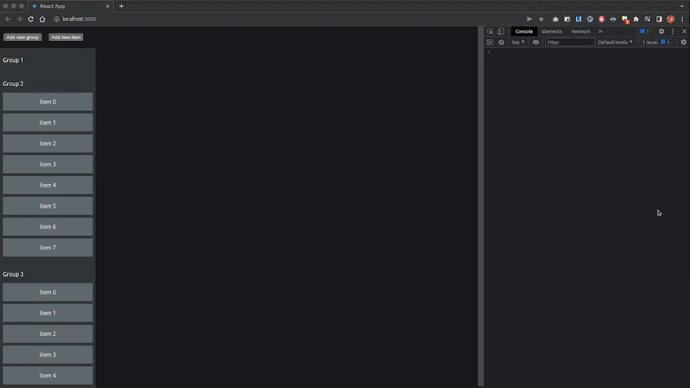 React App
localhost:3000
Add new group Add new item
Console Elements Network » 1
top Filter Default levels 1 Issue: 1
Group 1
Group 2
item 0
item 1
item 2
item 3
item 4
item 5
item 6
item 7
Group 3
item 0
item 1
item 2
item 3
item 4